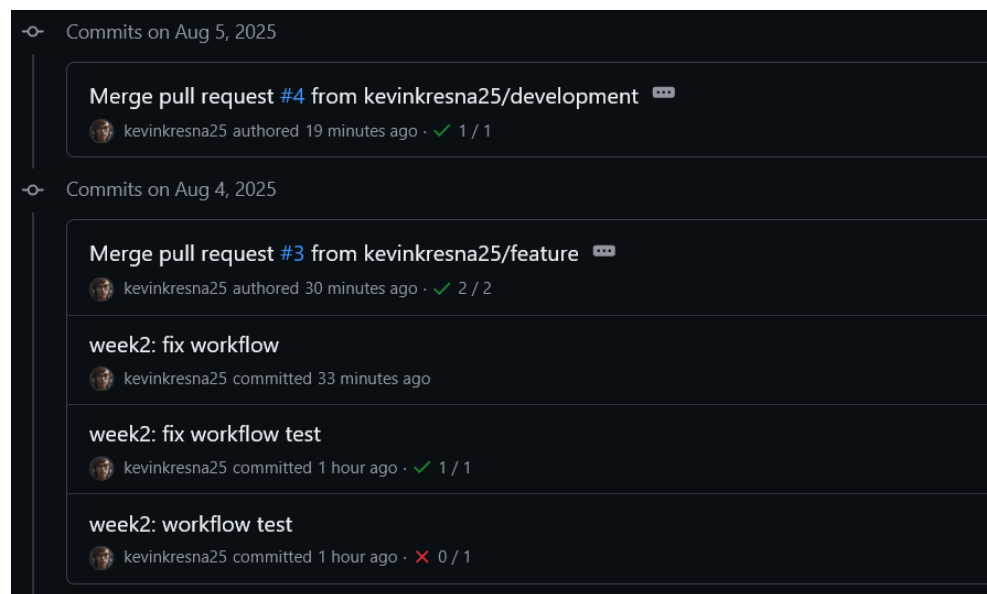 Commits on Aug 5, 2025
Merge pull request #4 from kevinkresna25/development
kevinkresna25 authored 19 minutes ago · ✓ 1 / 1
Commits on Aug 4, 2025
Merge pull request #3 from kevinkresna25/feature
kevinkresna25 authored 30 minutes ago · ✓ 2 / 2
week2: fix workflow
kevinkresna25 committed 33 minutes ago
week2: fix workflow test
kevinkresna25 committed 1 hour ago · ✓ 1 / 1
week2: workflow test
kevinkresna25 committed 1 hour ago · ✕ 0 / 1